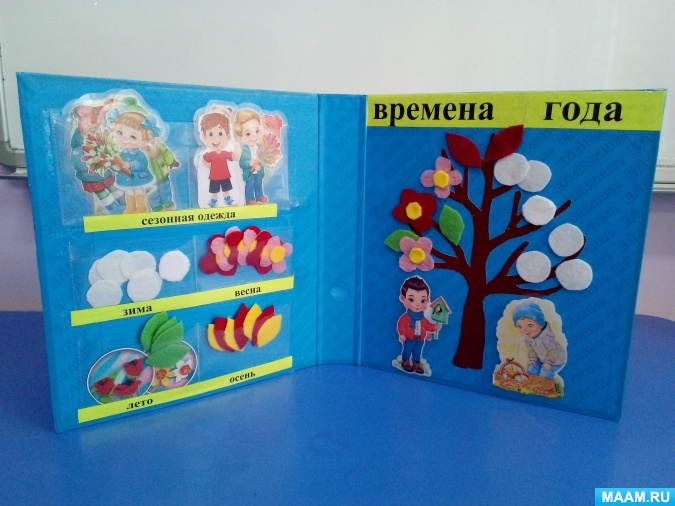 времена года
сезонная одежда
зима
весна
лето
осень
MAAM.RU